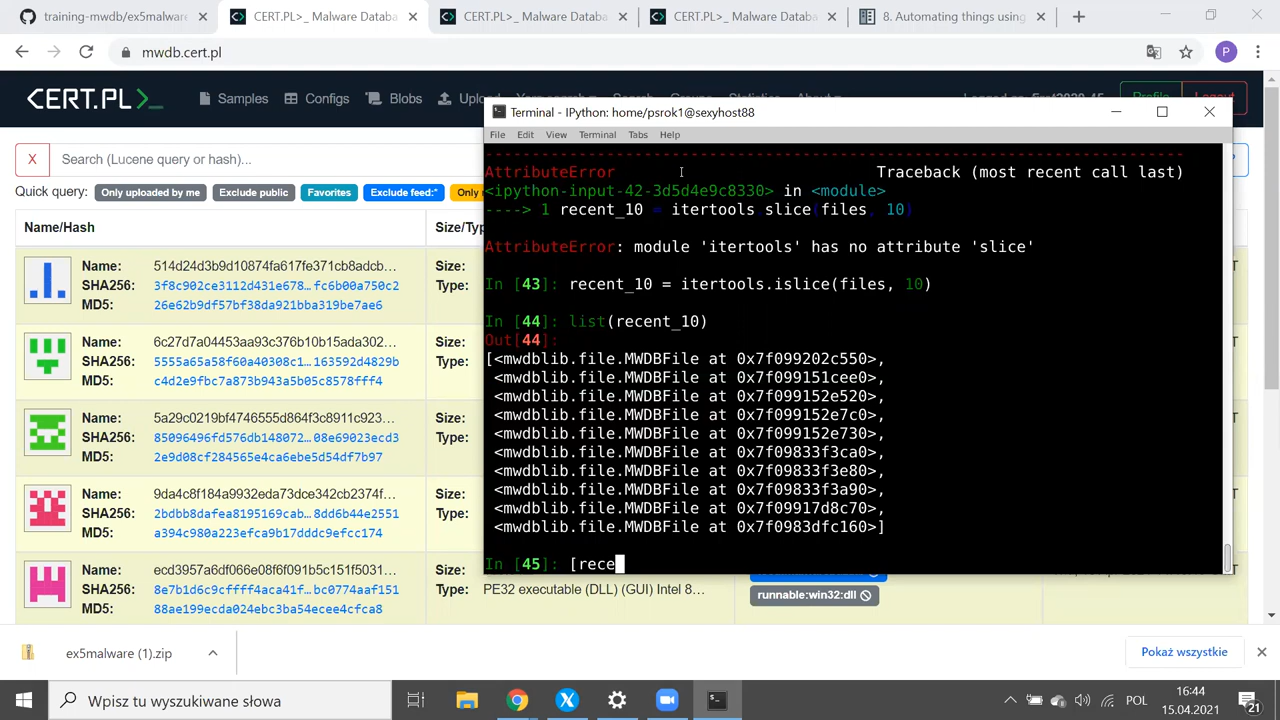 training-mwdb/ex5malware
CERT.PL>_ Malware Databa
CERT.PL>_ Malware Databa
CERT.PL>_ Malware Databa
8. Automating things using
mwdb.cert.pl
P
CERT.PL>_
Samples
Configs
Blobs
Terminal - IPython: home/psrok1@sexyhost88
File Edit View Terminal Tabs Help
X
Search (Lucene query or hash)...
Quick query:
Only uploaded by me
Exclude public
Favorites
Exclude feed:*
Only
Name/Hash
Size/Ty
Name: 514d24d3b9d10874fa617fe371cb8adcb...
SHA256: 3f8c902ce3112d431e678...fc6b00a750c2
MD5: 26e62b9df57bf38da921bba319be7ae6
Size:
Type:
Name: 6c27d7a04453aa93c376b10b15ada302...
SHA256: 5555a65a58f60a40308c1...163592d4829b
MD5: c4d2e9fbc7a873b943a5b05c8578fff4
Size:
Type:
Name: 5a29c0219bf4746555d864f3c8911c923...
SHA256: 85096496fd576db148072...08e69023ecd3
MD5: 2e9d08cf284565e4ca6ebe5d54df7b97
Size:
Type:
Name: 9da4c8f184a9932eda73dce342cb2374f...
SHA256: 2bdbb8dafea8195169cab...8dd6b44e2551
MD5: a394c980a223efca9b17dddc9efcc174
Size:
Type:
Name: ecd3957a6df066e08f6f091b5c151f5031...
SHA256: 8e7b1d6c9cffff4aca41f...bc0774aaf151
MD5: 88ae199ecda024ebc3ba54ecee4cfca8
Size:
PE32 executable (DLL) (GUI) Intel 8...
runnable:win32:dll
AttributeError Traceback (most recent call last)
<ipython-input-42-3d5d4e9c8330> in <module>
----> 1 recent_10 = itertools.slice(files, 10)
AttributeError: module 'itertools' has no attribute 'slice'
In [43]: recent_10 = itertools.islice(files, 10)
In [44]: list(recent_10)
Out[44]:
[<mwdblib.file.MWDBFile at 0x7f099202c550>,
<mwdblib.file.MWDBFile at 0x7f099151cee0>,
<mwdblib.file.MWDBFile at 0x7f099152e520>,
<mwdblib.file.MWDBFile at 0x7f099152e7c0>,
<mwdblib.file.MWDBFile at 0x7f099152e730>,
<mwdblib.file.MWDBFile at 0x7f09833f3ca0>,
<mwdblib.file.MWDBFile at 0x7f09833f3e80>,
<mwdblib.file.MWDBFile at 0x7f09833f3a90>,
<mwdblib.file.MWDBFile at 0x7f09917d8c70>,
<mwdblib.file.MWDBFile at 0x7f0983dfc160>]
In [45]: [rece
ex5malware (1).zip
Pokaż wszystkie
Wpisz tu wyszukiwane słowa
POL
16:44
15.04.2021
21